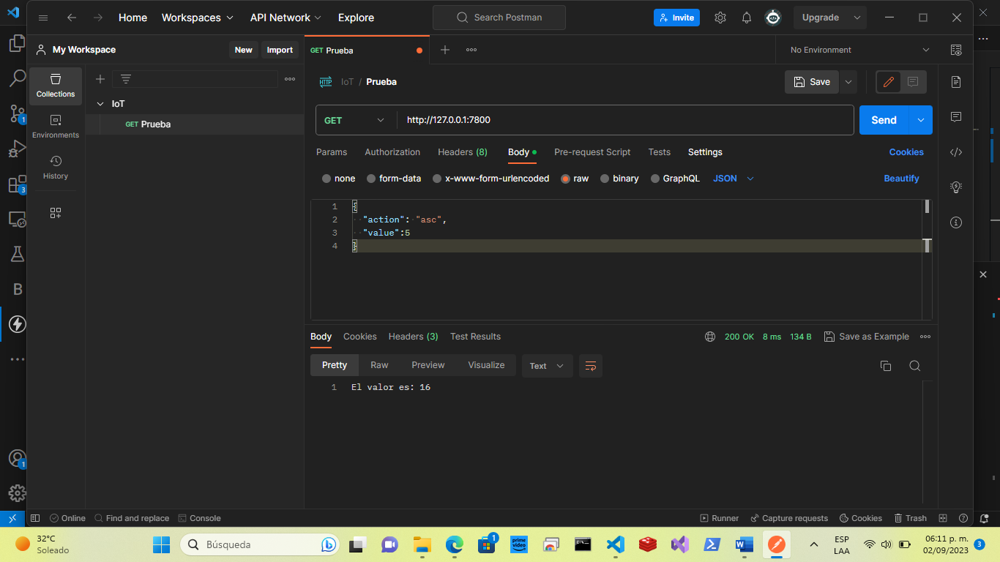 Home Workspaces API Network Explore Search Postman Invite Upgrade
My Workspace New Import GET Prueba No Environment
Collections
IoT
GET Prueba
Environments
History
IoT / Prueba Save
GET http://127.0.0.1:7800 Send
Params Authorization Headers (8) Body Pre-request Script Tests Settings Cookies
none form-data x-www-form-urlencoded raw binary GraphQL JSON Beautify
1 {
2 "action": "asc",
3 "value":5
4 }
Body Cookies Headers (3) Test Results 200 OK 8 ms 134 B Save as Example
Pretty Raw Preview Visualize Text
1 El valor es: 16
1
3
B
1
Online Find and replace Console Runner Capture requests Cookies Trash
32°C
Soleado
Búsqueda
1
prime video
ESP
LAA
06:11 p. m.
02/09/2023
3